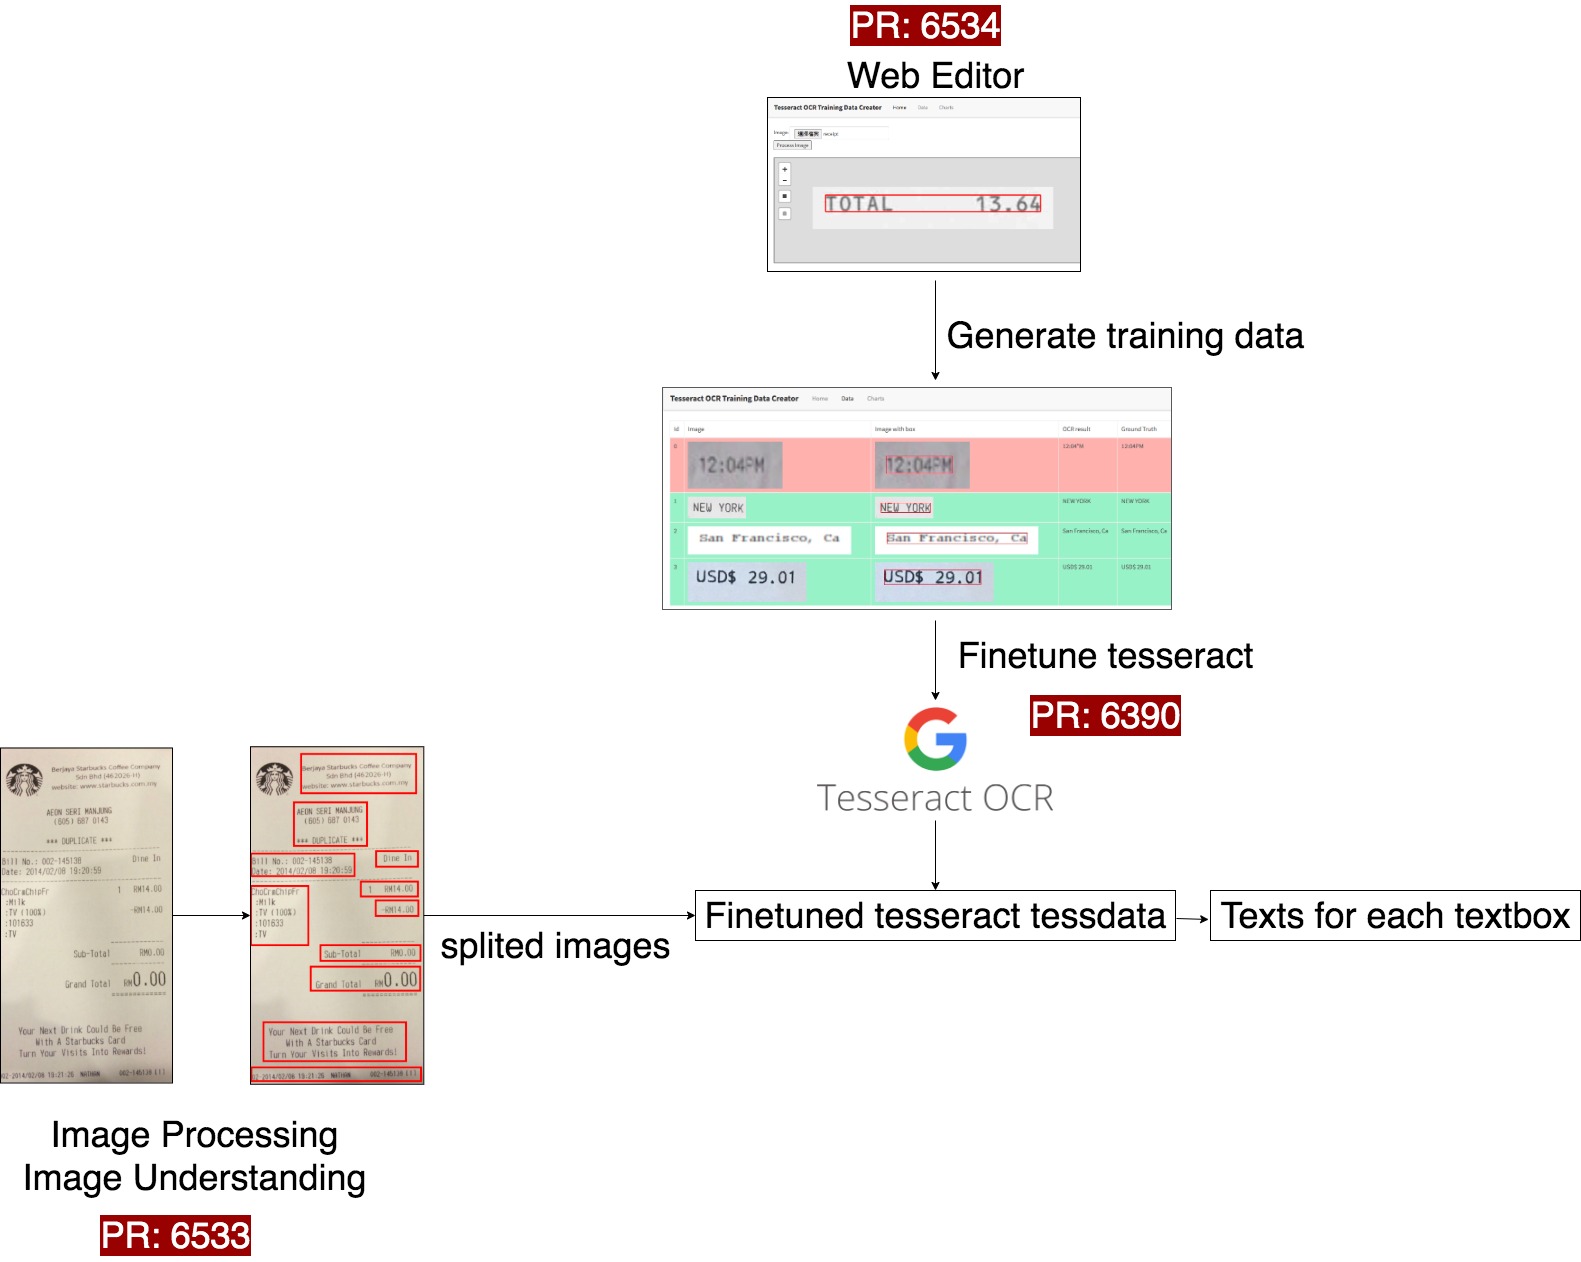 PR: 6534
Web Editor
Tesseract OCR Training Data Creator Home Data Charts
Image: receipt
Process Image
+
−
TOTAL 13.64
Generate training data
Tesseract OCR Training Data Creator Home Data Charts
Id Image Image with box OCR result Ground Truth
0 12:04PM 12:04PM 12:04PM
1 NEW YORK NEW YORK NEW YORK NEW YORK
2 San Francisco, Ca San Francisco, Ca San Francisco, Ca San Francisco, Ca
3 USD$ 29.01 USD$ 29.01 USD$ 29.01 USD$ 29.01
Finetune tesseract
PR: 6390
Tesseract OCR
Berjaya Starbucks Coffee Company
Sdn Bhd (462026-H)
website: www.starbucks.com.my
AEON SERI MANJUNG
(605) 687 0143
*** DUPLICATE ***
Bill No.: 002-145138 Dine In
Date: 2014/02/08 19:20:59
ChoCrmChipFr 1 RM14.00
:Milk
:TV (100%) -RM14.00
:101633
:TV
Sub-Total RM0.00
Grand Total RM0.00
Your Next Drink Could Be Free
With A Starbucks Card
Turn Your Visits Into Rewards!
02-2014/02/08 19:21:26 NATHAN 002-145138
Berjaya Starbucks Coffee Company
Sdn Bhd (462026-H)
website: www.starbucks.com.my
AEON SERI MANJUNG
(605) 687 0143
*** DUPLICATE ***
Bill No.: 002-145138 Dine In
Date: 2014/02/08 19:20:59
ChoCrmChipFr 1 RM14.00
:Milk
:TV (100%) -RM14.00
:101633
:TV
Sub-Total RM0.00
Grand Total RM0.00
Your Next Drink Could Be Free
With A Starbucks Card
Turn Your Visits Into Rewards!
02-2014/02/08 19:21:26 NATHAN 002-145138
splited images
Finetuned tesseract tessdata
Texts for each textbox
Image Processing
Image Understanding
PR: 6533